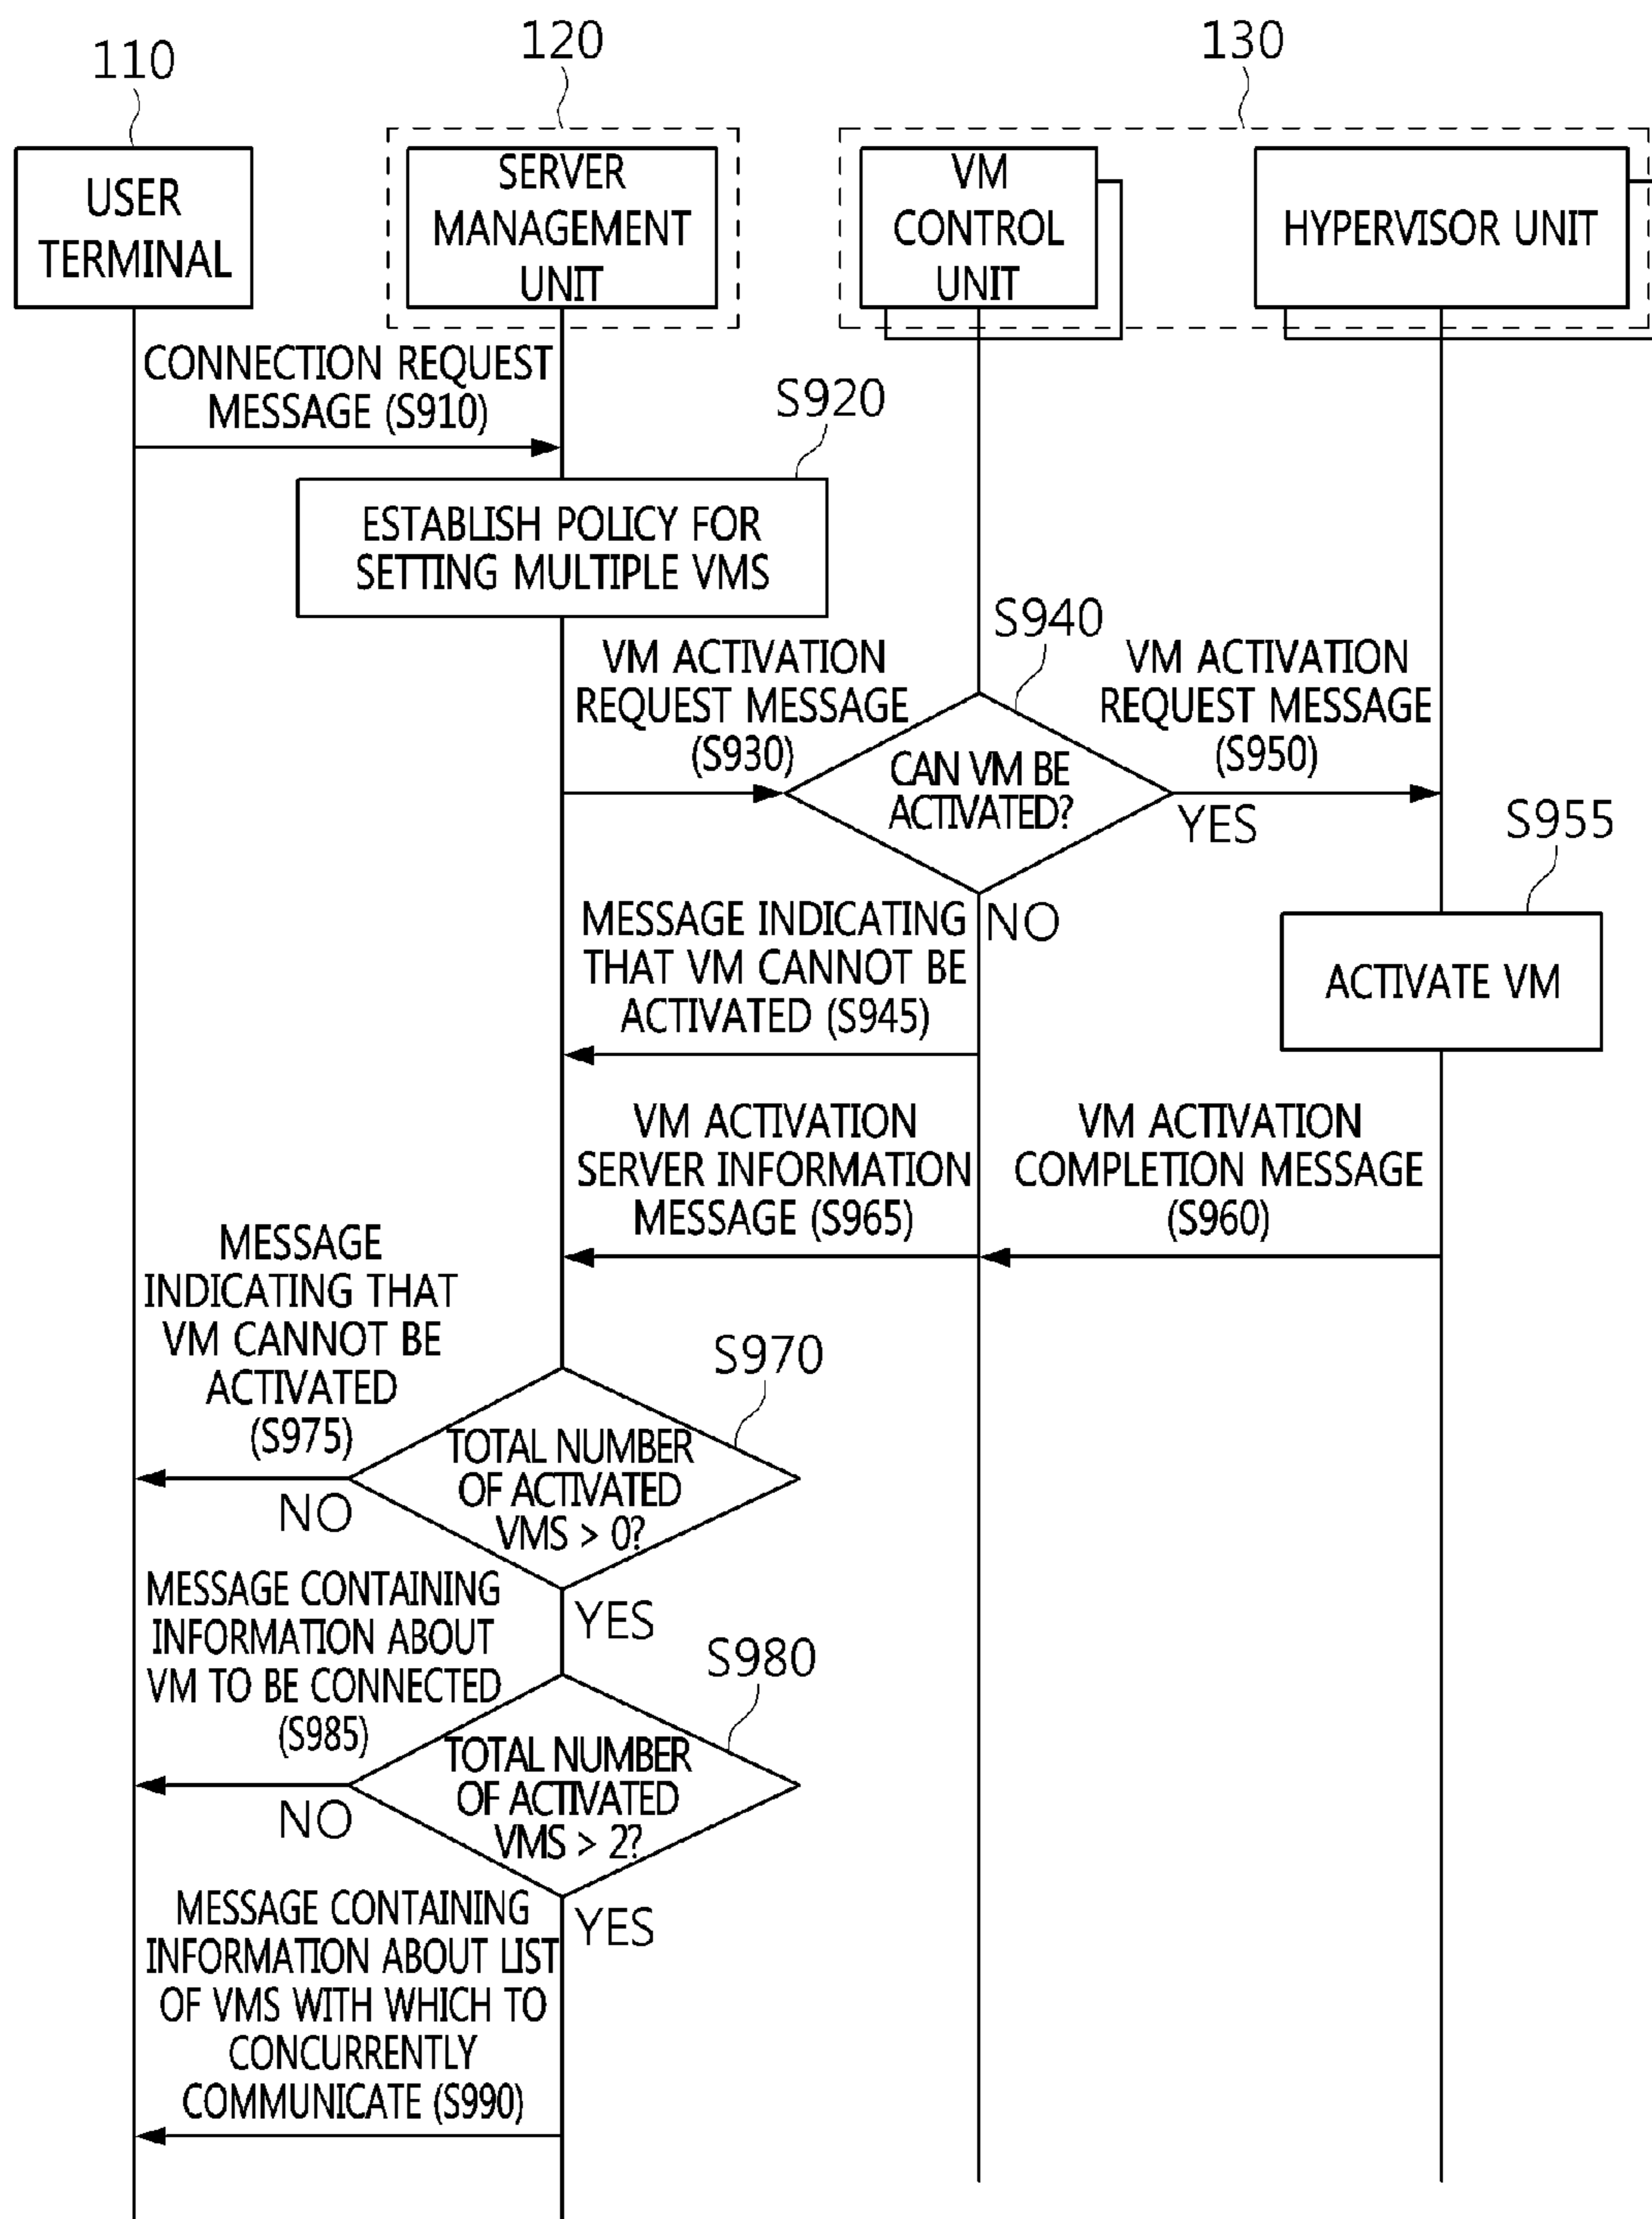 110
120
130
USER
TERMINAL
SERVER
MANAGEMENT
UNIT
VM
CONTROL
UNIT
HYPERVISOR UNIT
CONNECTION REQUEST
MESSAGE (S910)
S920
ESTABLISH POLICY FOR
SETTING MULTIPLE VMS
VM ACTIVATION
REQUEST MESSAGE
(S930)
S940
CAN VM BE
ACTIVATED?
VM ACTIVATION
REQUEST MESSAGE
(S950)
YES
S955
ACTIVATE VM
NO
MESSAGE INDICATING
THAT VM CANNOT BE
ACTIVATED (S945)
VM ACTIVATION
SERVER INFORMATION
MESSAGE (S965)
VM ACTIVATION
COMPLETION MESSAGE
(S960)
MESSAGE
INDICATING THAT
VM CANNOT BE
ACTIVATED
(S975)
S970
TOTAL NUMBER
OF ACTIVATED
VMS > 0?
NO
YES
MESSAGE CONTAINING
INFORMATION ABOUT
VM TO BE CONNECTED
(S985)
S980
TOTAL NUMBER
OF ACTIVATED
VMS > 2?
NO
YES
MESSAGE CONTAINING
INFORMATION ABOUT LIST
OF VMS WITH WHICH TO
CONCURRENTLY
COMMUNICATE (S990)